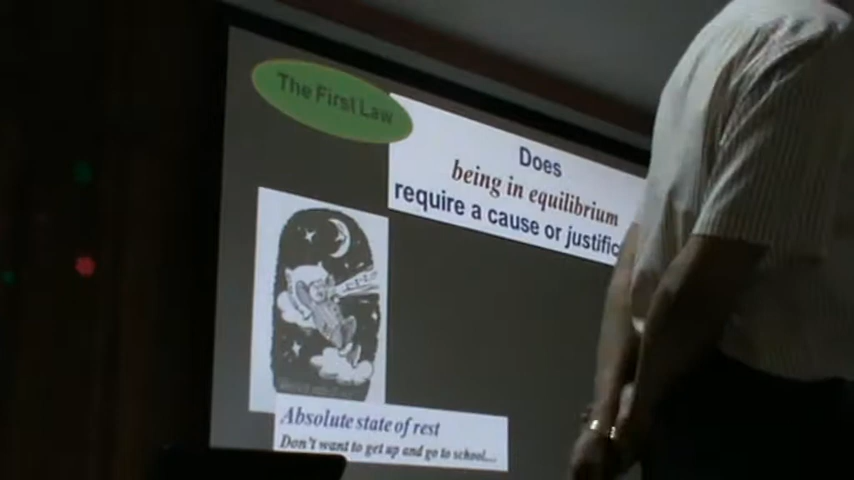 The First Law
Does
being in equilibrium
require a cause or justific
Absolute state of rest
Don't want to get up and go to school...